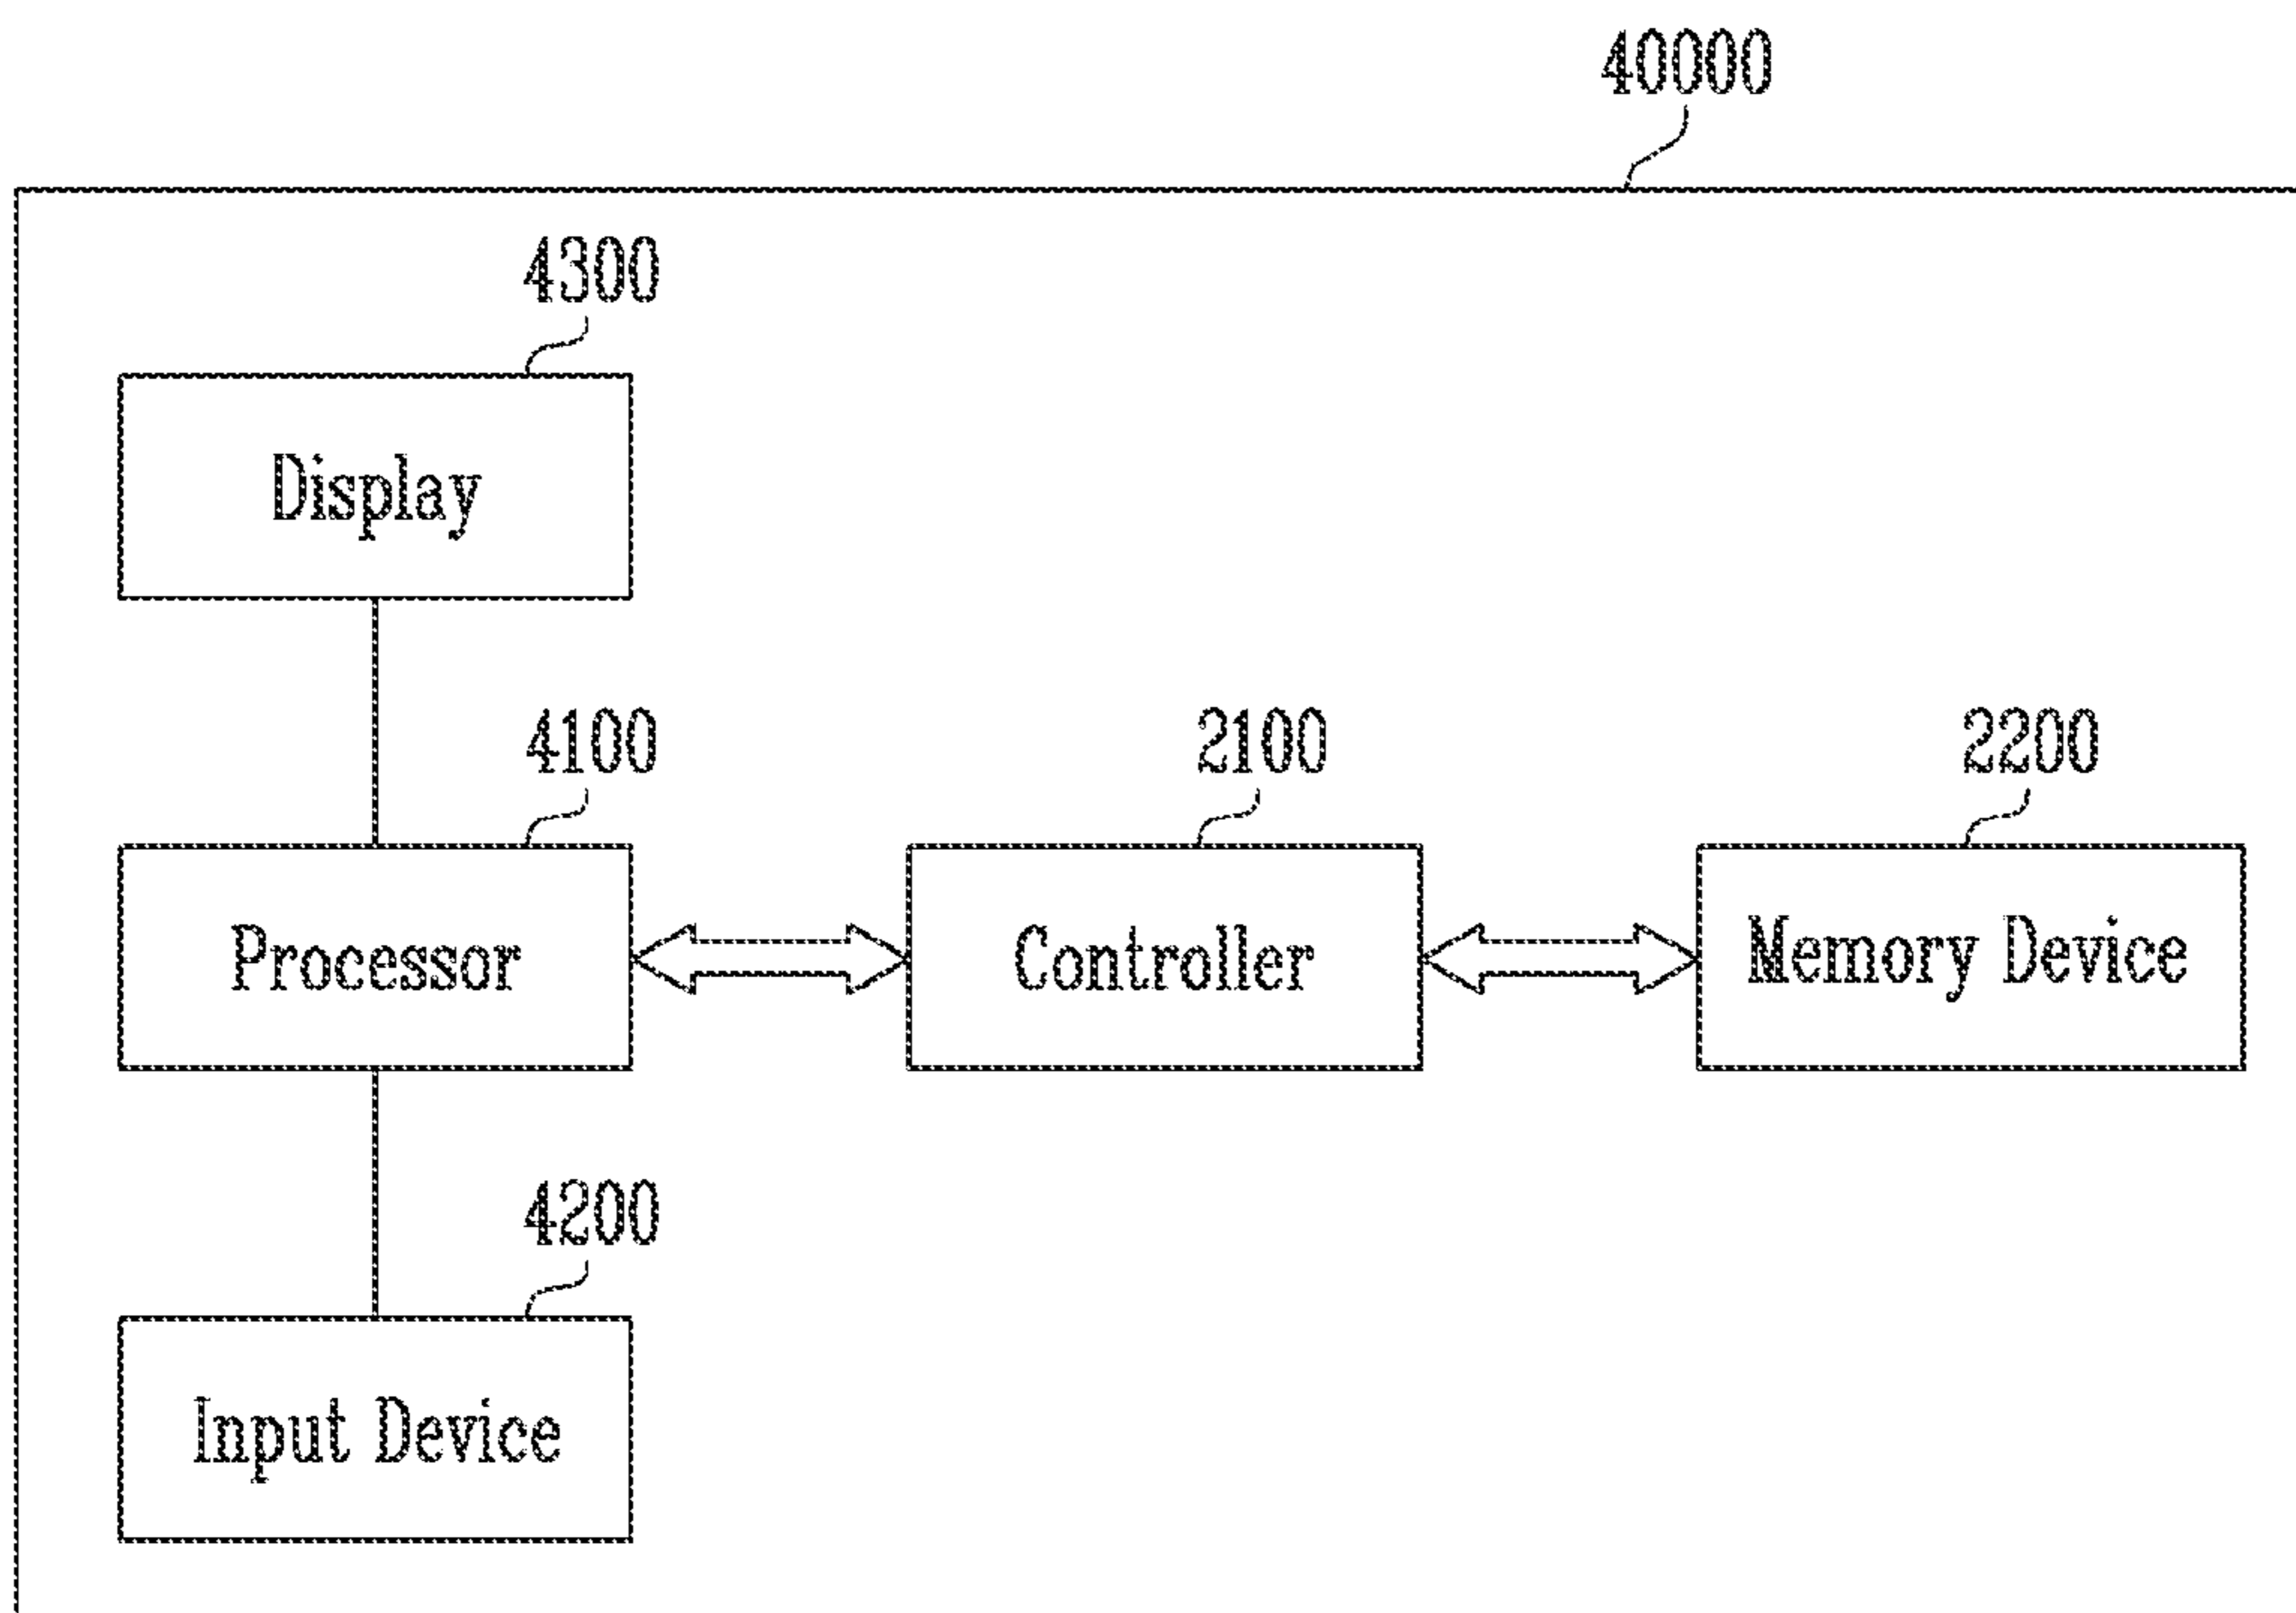 40000
4300
Display
4100
2100
2200
Processor
Controller
Memory Device
4200
Input Device